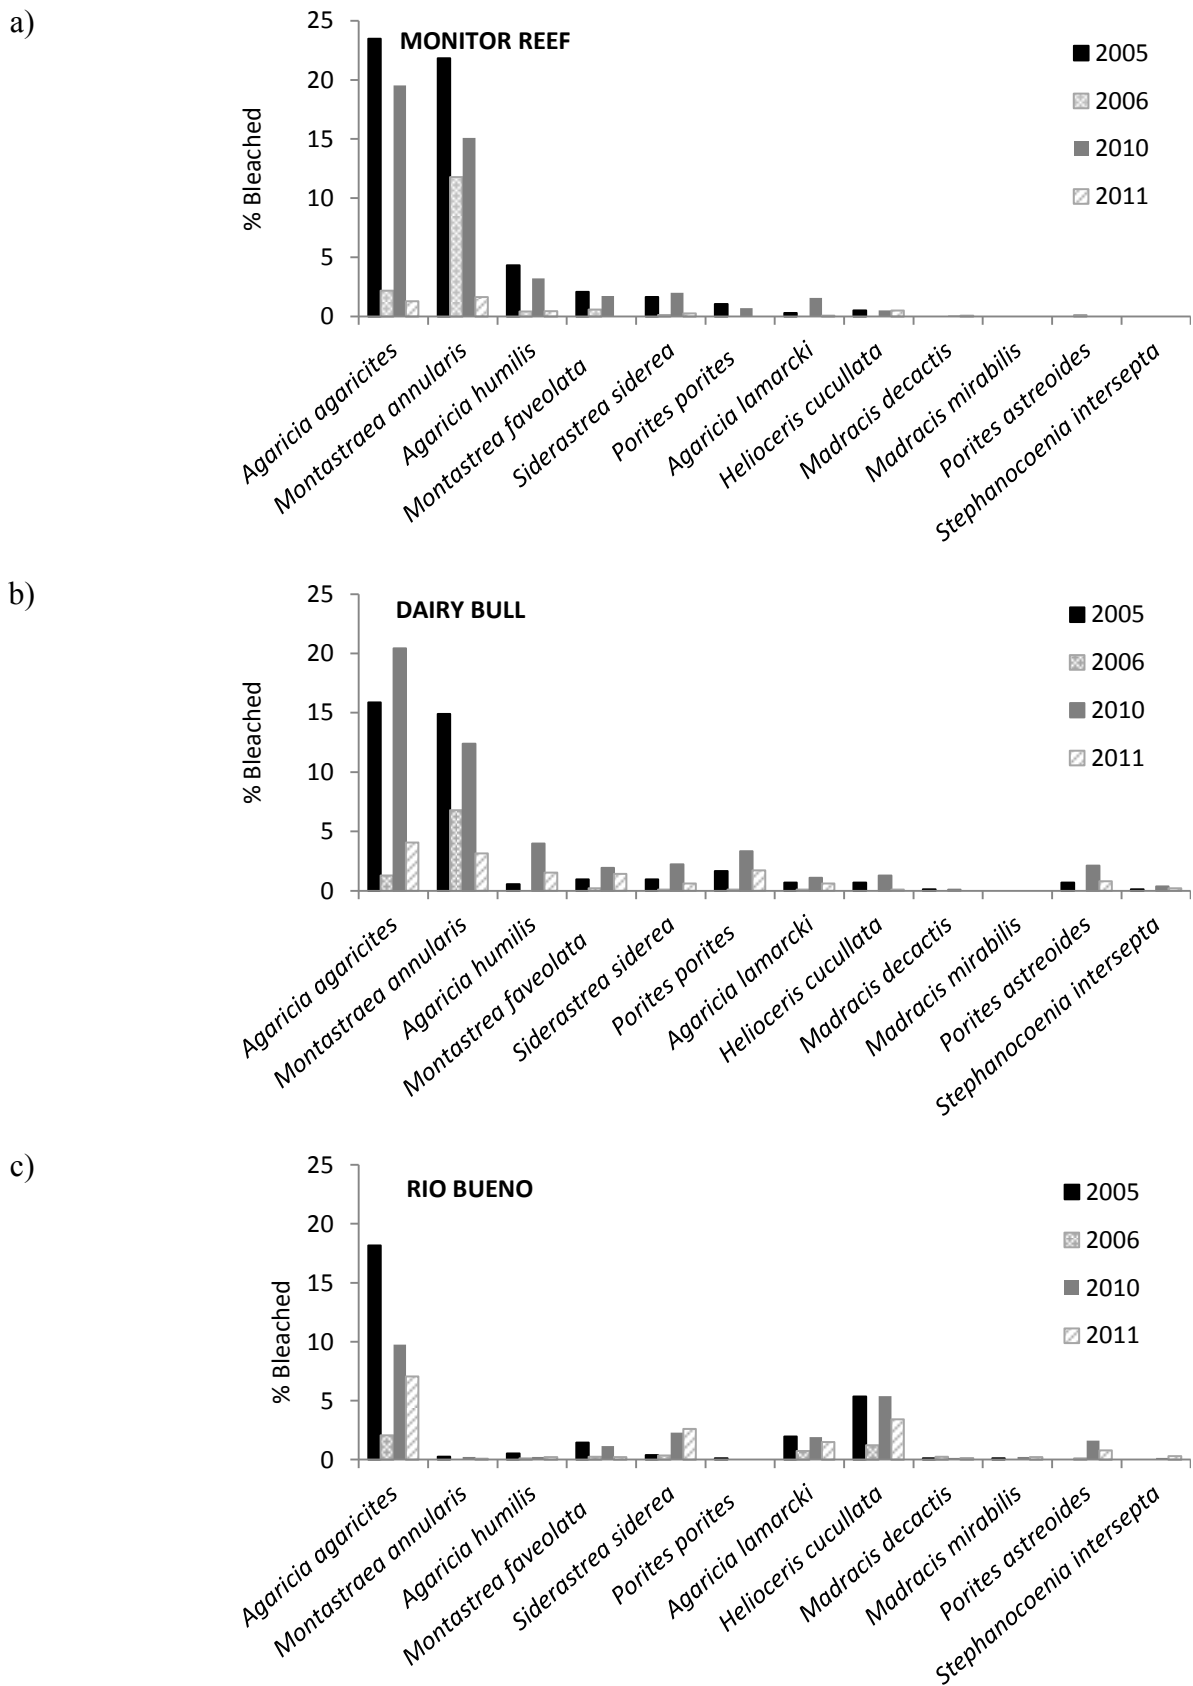 a)
MONITOR REEF
% Bleached
25
20
15
10
5
0
2005
2006
2010
2011
Agaricia agaricites
Montastraea annularis
Agaricia humilis
Montastrea faveolata
Siderastrea siderea
Porites porites
Agaricia lamarcki
Helioceris cucullata
Madracis decactis
Madracis mirabilis
Porites astreoides
Stephanocoenia intersepta
b)
DAIRY BULL
% Bleached
25
20
15
10
5
0
2005
2006
2010
2011
Agaricia agaricites
Montastraea annularis
Agaricia humilis
Montastrea faveolata
Siderastrea siderea
Porites porites
Agaricia lamarcki
Helioceris cucullata
Madracis decactis
Madracis mirabilis
Porites astreoides
Stephanocoenia intersepta
c)
RIO BUENO
% Bleached
25
20
15
10
5
0
2005
2006
2010
2011
Agaricia agaricites
Montastraea annularis
Agaricia humilis
Montastrea faveolata
Siderastrea siderea
Porites porites
Agaricia lamarcki
Helioceris cucullata
Madracis decactis
Madracis mirabilis
Porites astreoides
Stephanocoenia intersepta